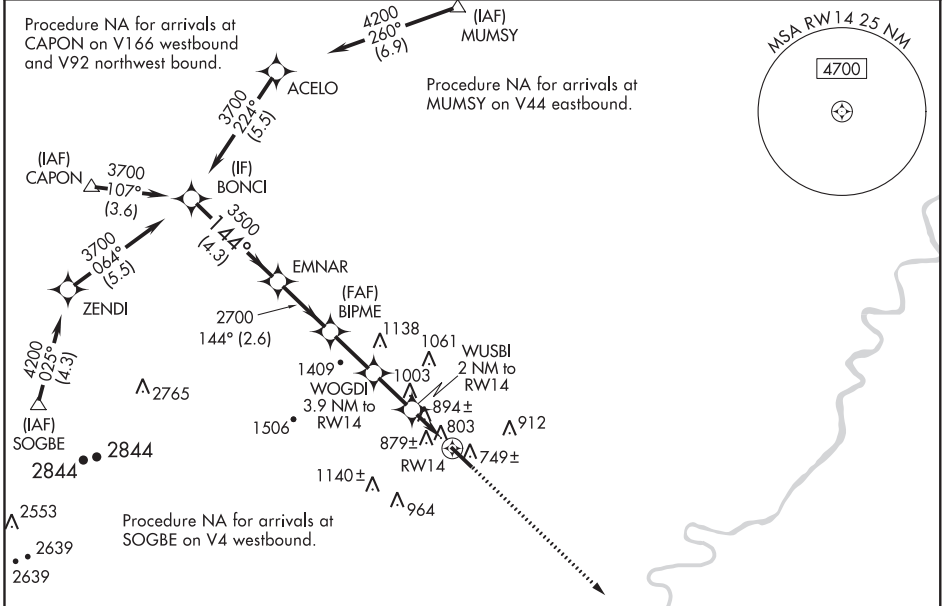 Procedure NA for arrivals at
CAPON on V166 westbound
and V92 northwest bound.
4200
260°
(6.9)
(IAF)
MUMSY
MSA RW14 25 NM
4700
ACELO
Procedure NA for arrivals at
MUMSY on V44 eastbound.
3700
224°
(5.5)
(IAF)
CAPON
3700
107°
(3.6)
(IF)
BONCI
3500
144°
(4.3)
3700
064°
(5.5)
EMNAR
ZENDI
(FAF)
BIPME
2700
144° (2.6)
1138
1061
WUSBI
2 NM to
RW14
1409
1003
WOGDI
3.9 NM to
RW14
4200
025°
(4.3)
2765
894±
(IAF)
SOGBE
1506
803
912
879±
RW14
749±
2844
2844
1140±
964
2553
Procedure NA for arrivals at
SOGBE on V4 westbound.
2639
2639